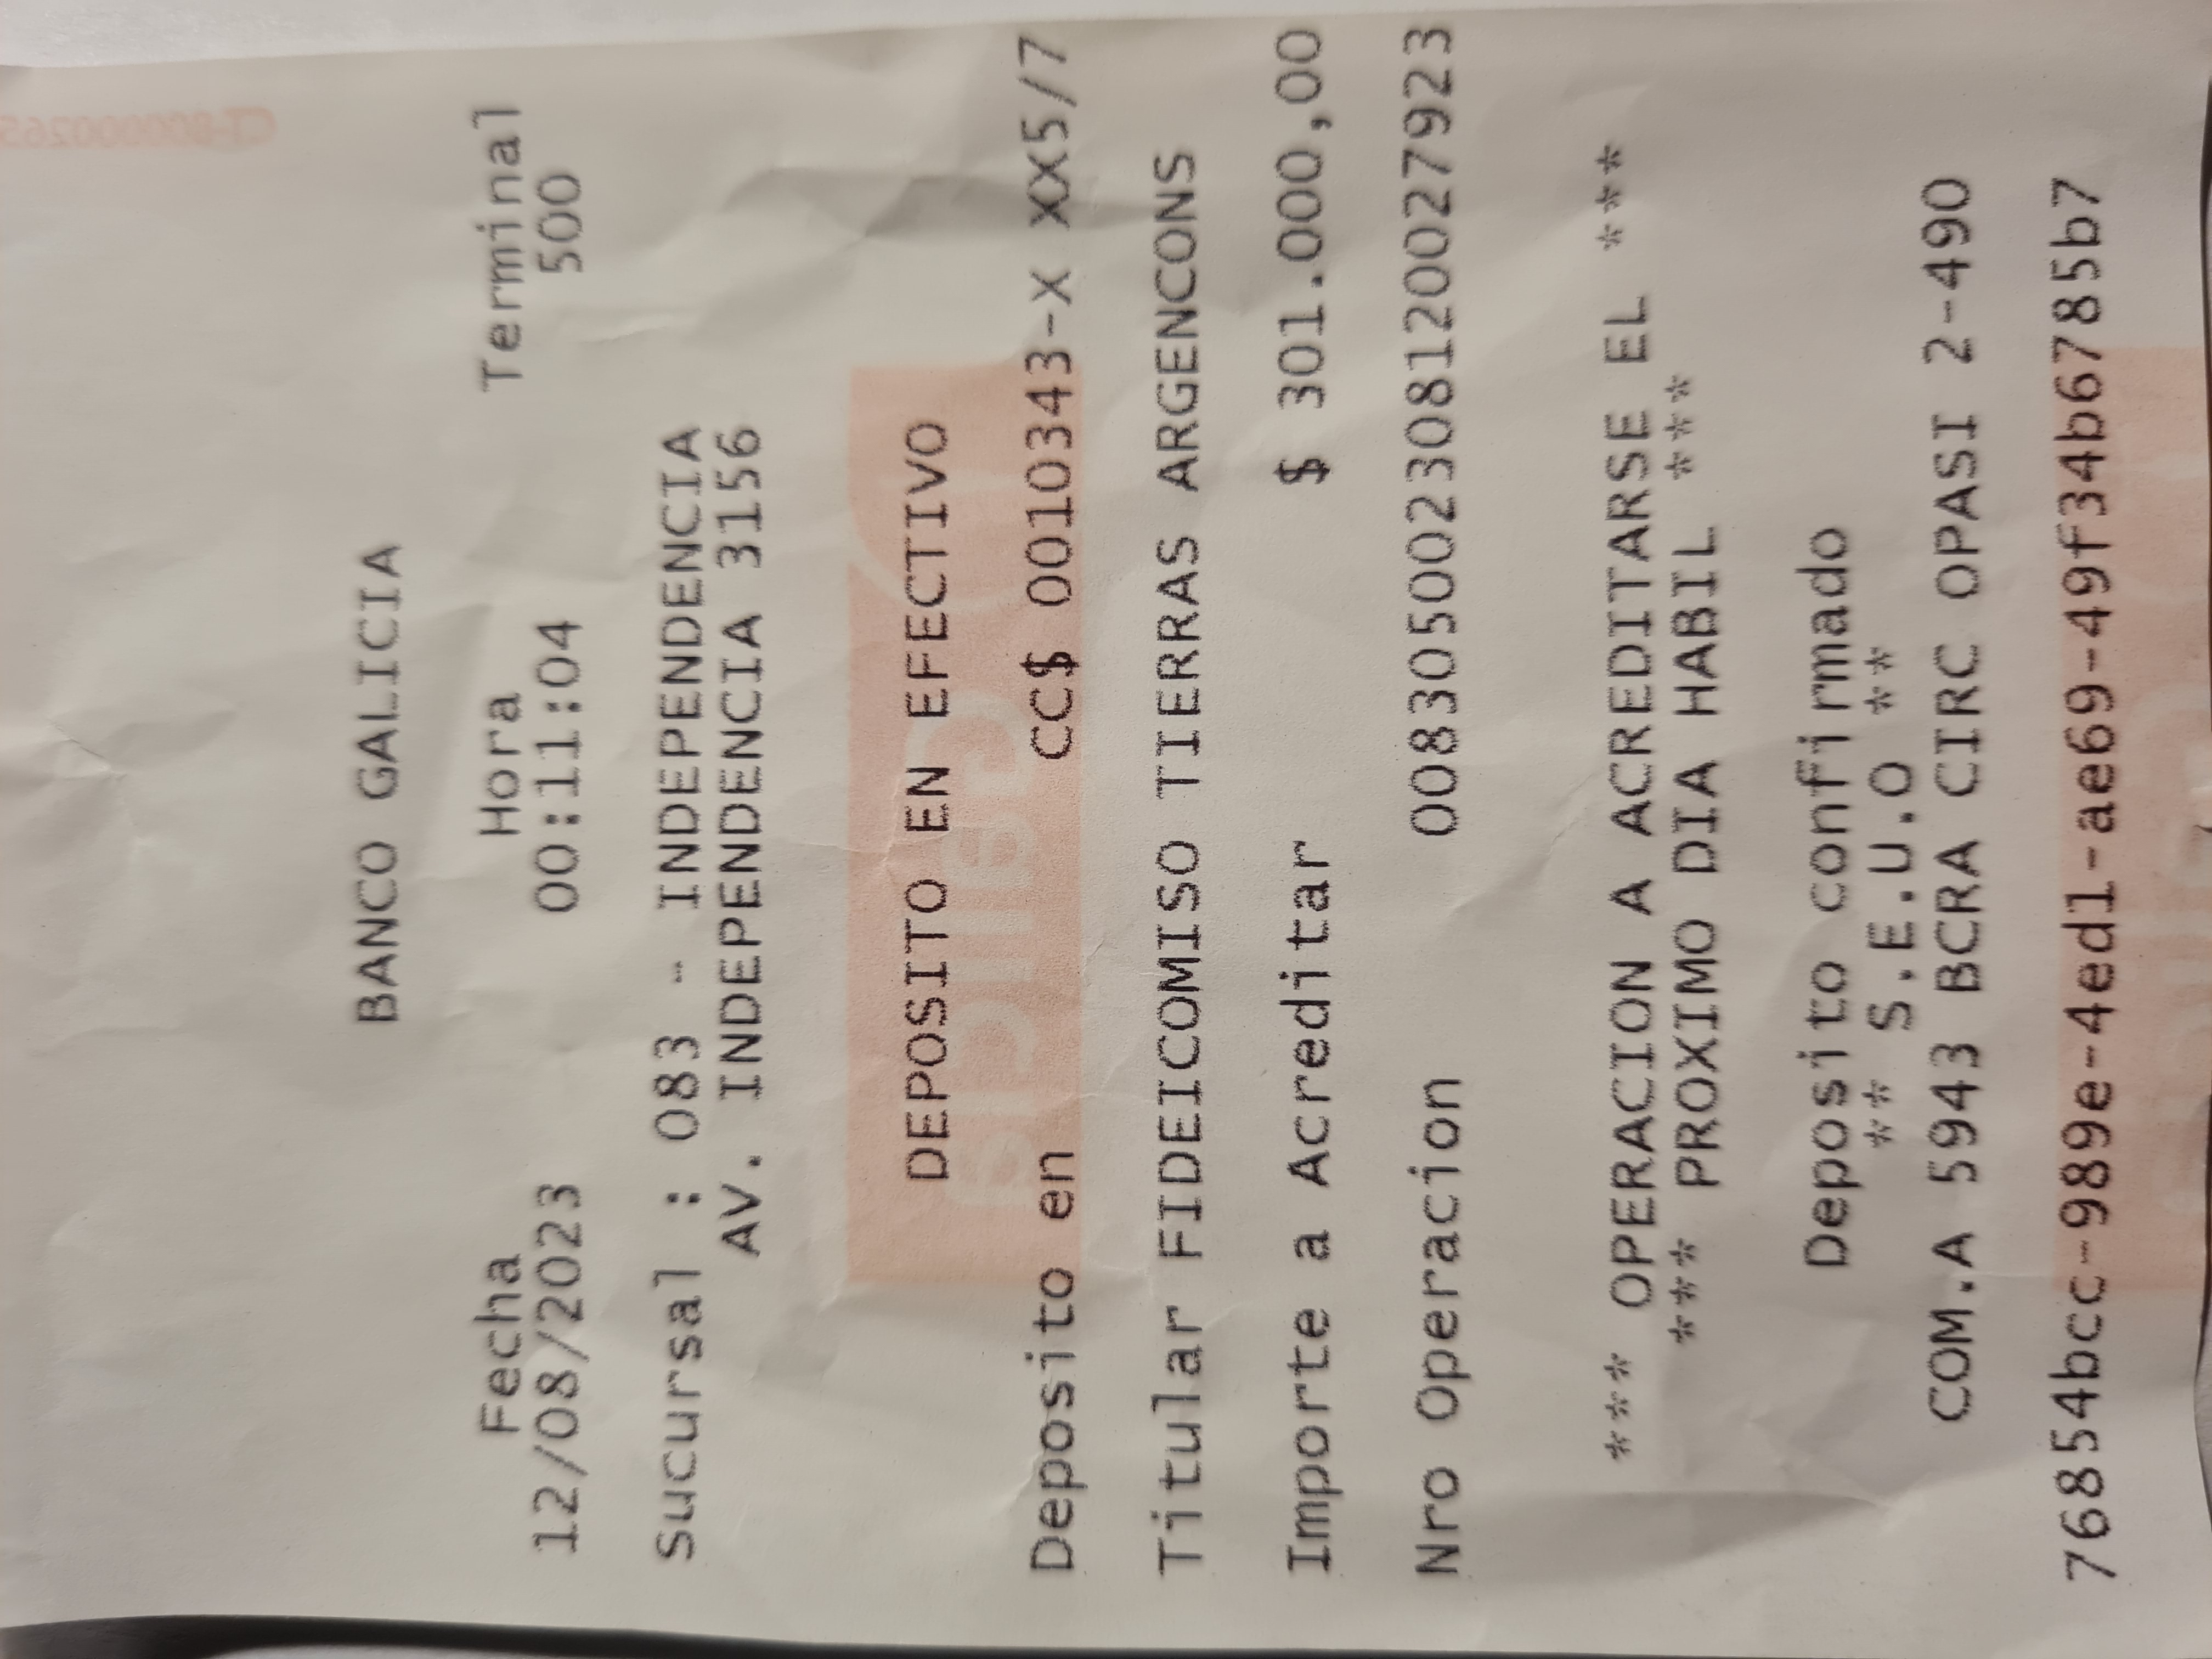 BANCO GALICIA
Fecha Hora Terminal
12/08/2023 00:11:04 500
Sucursal : 083 - INDEPENDENCIA
AV. INDEPENDENCIA 3156
DEPOSITO EN EFECTIVO
Deposito en CC$ 0010343-X XX5/7
Titular FIDEICOMISO TIERRAS ARGENCONS
Importe a Acreditar $ 301.000,00
Nro Operacion 008305002308120027923
*** OPERACION A ACREDITARSE EL ***
*** PROXIMO DIA HABIL ***
Deposito confirmado
** S.E.U.O **
COM.A 5943 BCRA CIRC OPASI 2-490
76854bcc-989e-4ed1-ae69-49f34b6785b7